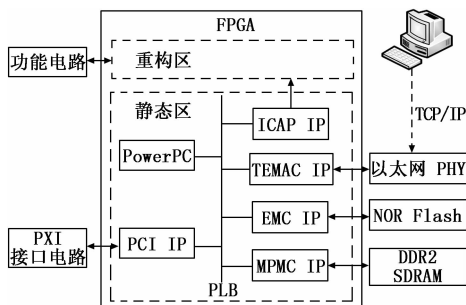 FPGA
功能电路
重构区
静态区
ICAP IP
TCP/IP
PowerPC
TEMAC IP
以太网 PHY
EMC IP
NOR Flash
PXI
接口电路
PCI IP
MPMC IP
DDR2
SDRAM
PLB